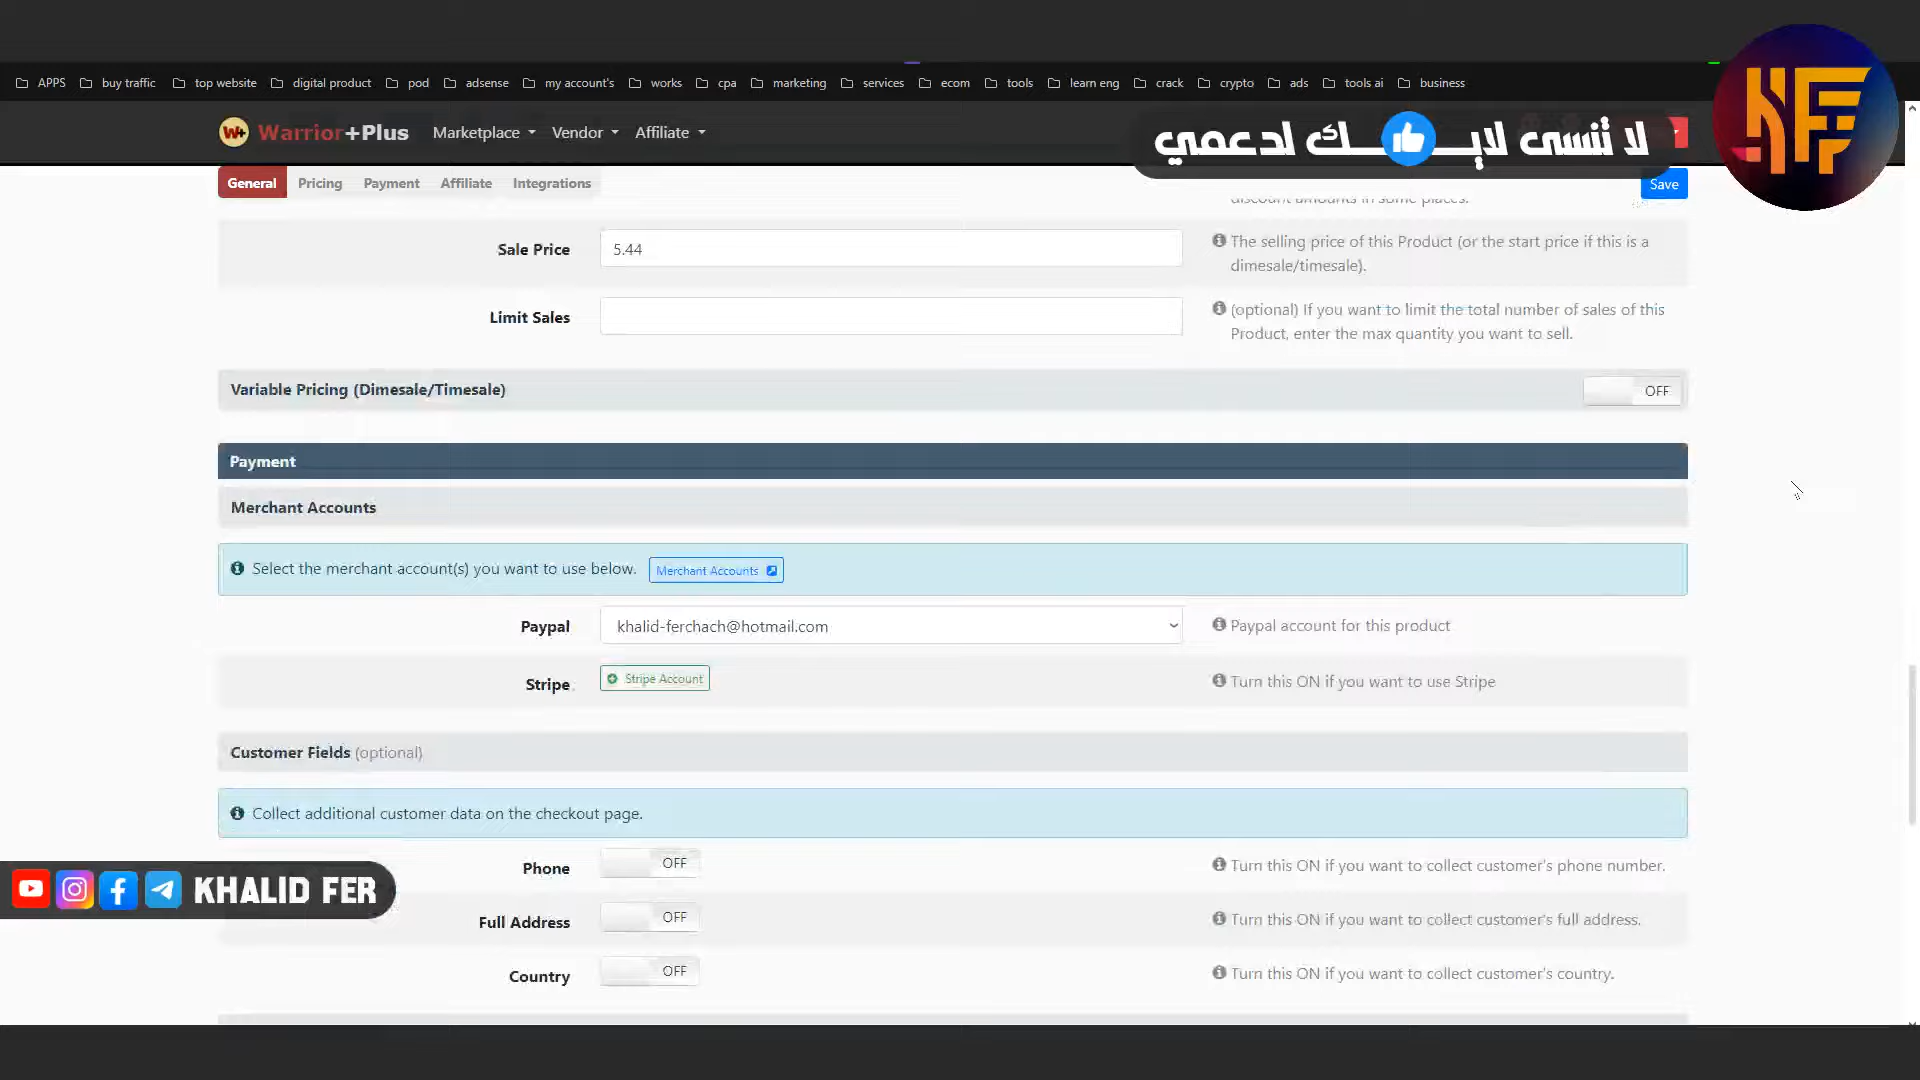 APPS buy traffic top website digital product pod adsense my account's works cpa marketing services ecom tools learn eng crack crypto ads tools ai business
W+ Warrior+Plus Marketplace Vendor Affiliate
لا تنسى لايـــك لدعمي
KF
General Pricing Payment Affiliate Integrations Save
discount amounts in some places.
Sale Price 5.44 The selling price of this Product (or the start price if this is a
dimesale/timesale).
Limit Sales (optional) If you want to limit the total number of sales of this
Product, enter the max quantity you want to sell.
Variable Pricing (Dimesale/Timesale) OFF
Payment
Merchant Accounts
Select the merchant account(s) you want to use below. Merchant Accounts
Paypal khalid-ferchach@hotmail.com Paypal account for this product
Stripe Stripe Account Turn this ON if you want to use Stripe
Customer Fields (optional)
Collect additional customer data on the checkout page.
Phone OFF Turn this ON if you want to collect customer's phone number.
KHALID FER
Full Address OFF Turn this ON if you want to collect customer's full address.
Country OFF Turn this ON if you want to collect customer's country.